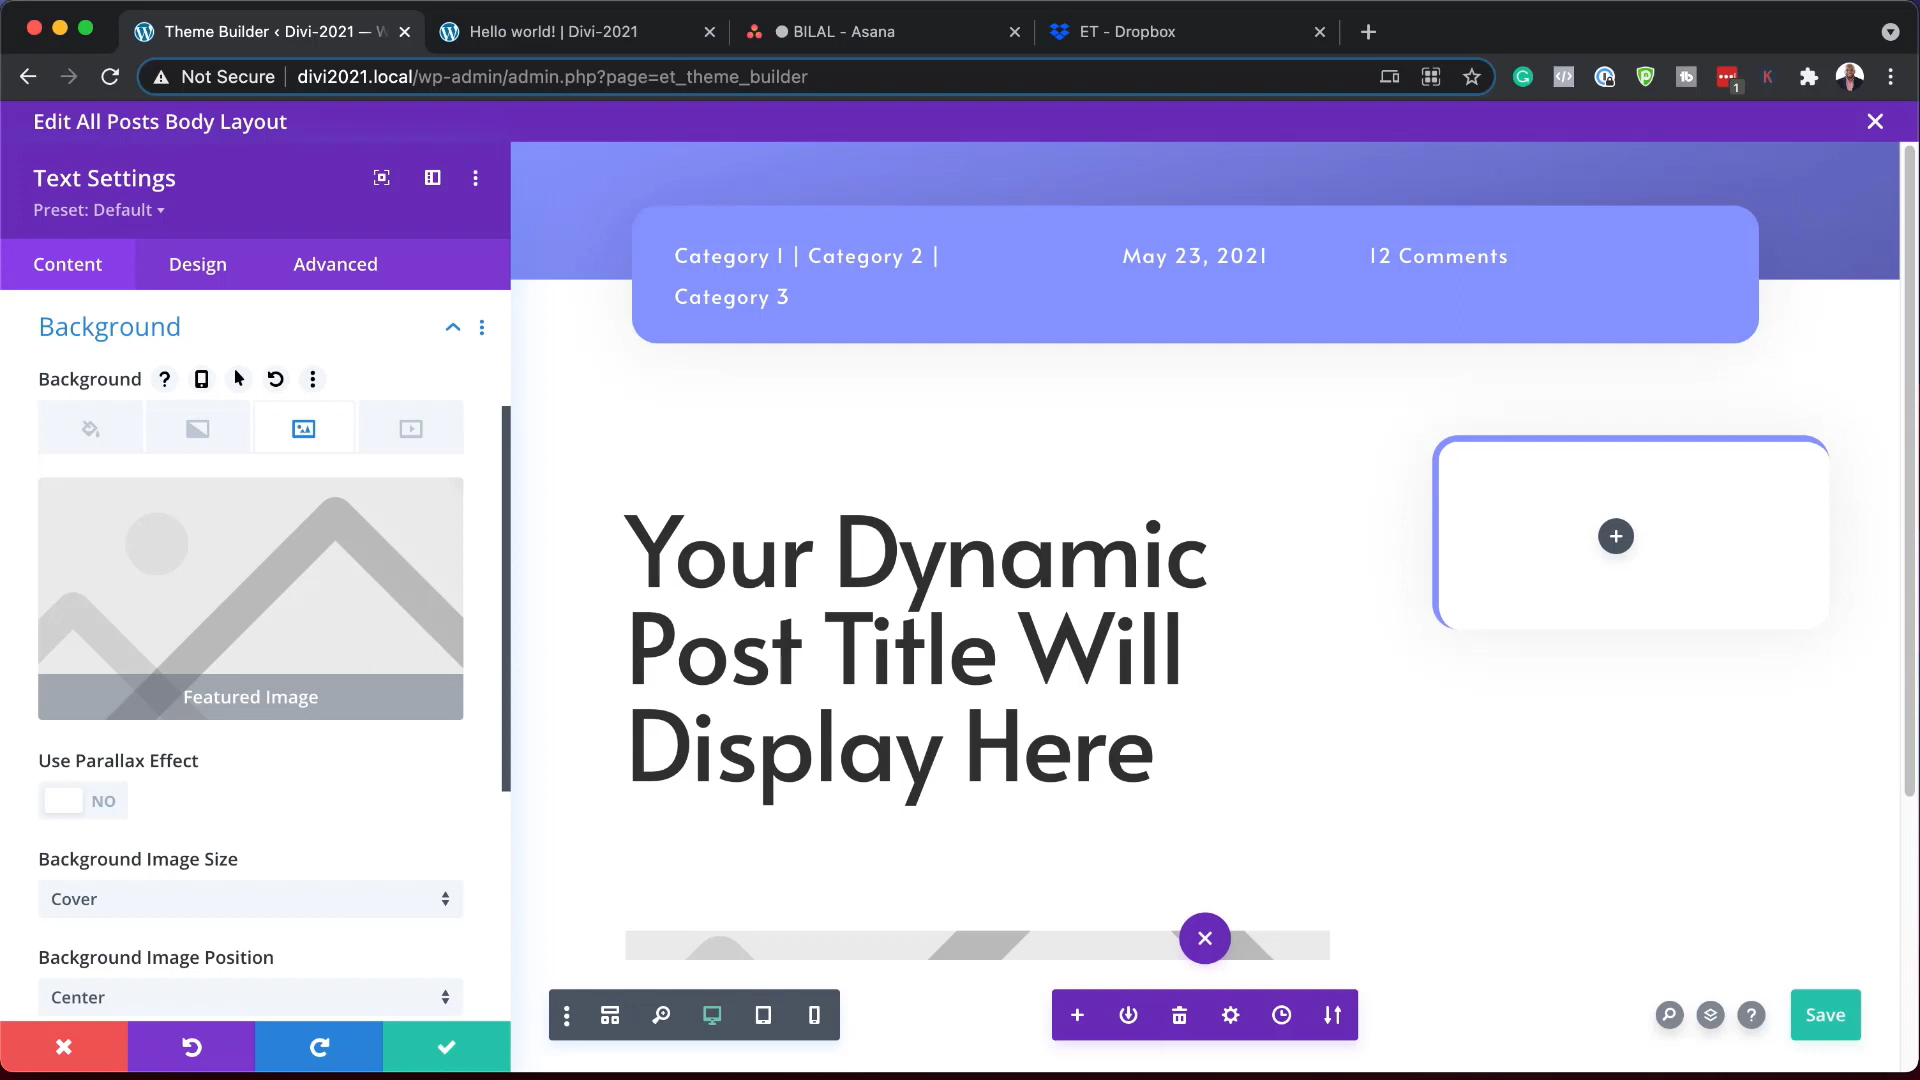 Theme Builder ‹ Divi-2021 — W
Hello world! | Divi-2021
BILAL - Asana
ET - Dropbox
Not Secure
divi2021.local/wp-admin/admin.php?page=et_theme_builder
1
Edit All Posts Body Layout
Text Settings
Preset: Default
Content
Design
Advanced
Background
Background
Featured Image
Use Parallax Effect
NO
Background Image Size
Cover
Background Image Position
Center
Category 1 | Category 2 |
Category 3
May 23, 2021
12 Comments
Your Dynamic
Post Title Will
Display Here
Save